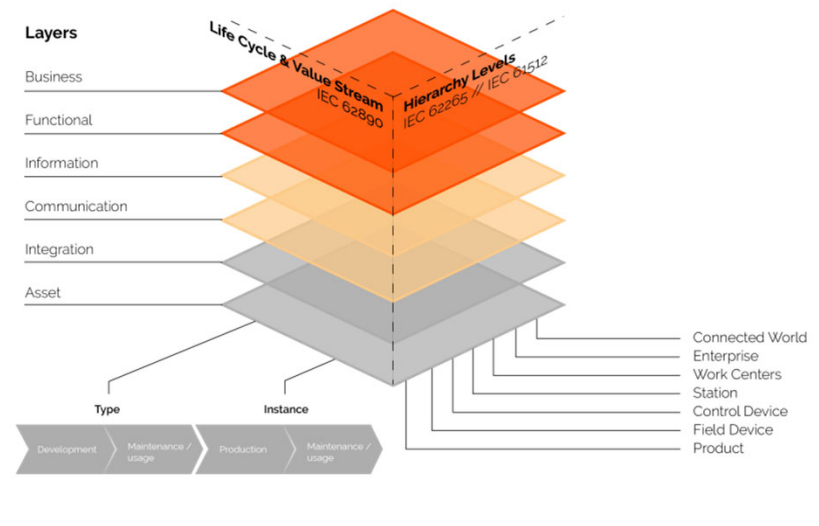 Layers
Life Cycle & Value Stream
IEC 62890
Hierarchy Levels
IEC 62265 // IEC 61512
Business
Functional
Information
Communication
Integration
Asset
Connected World
Enterprise
Work Centers
Station
Control Device
Field Device
Product
Type
Instance
Development
Maintenance /
usage
Production
Maintenance /
usage